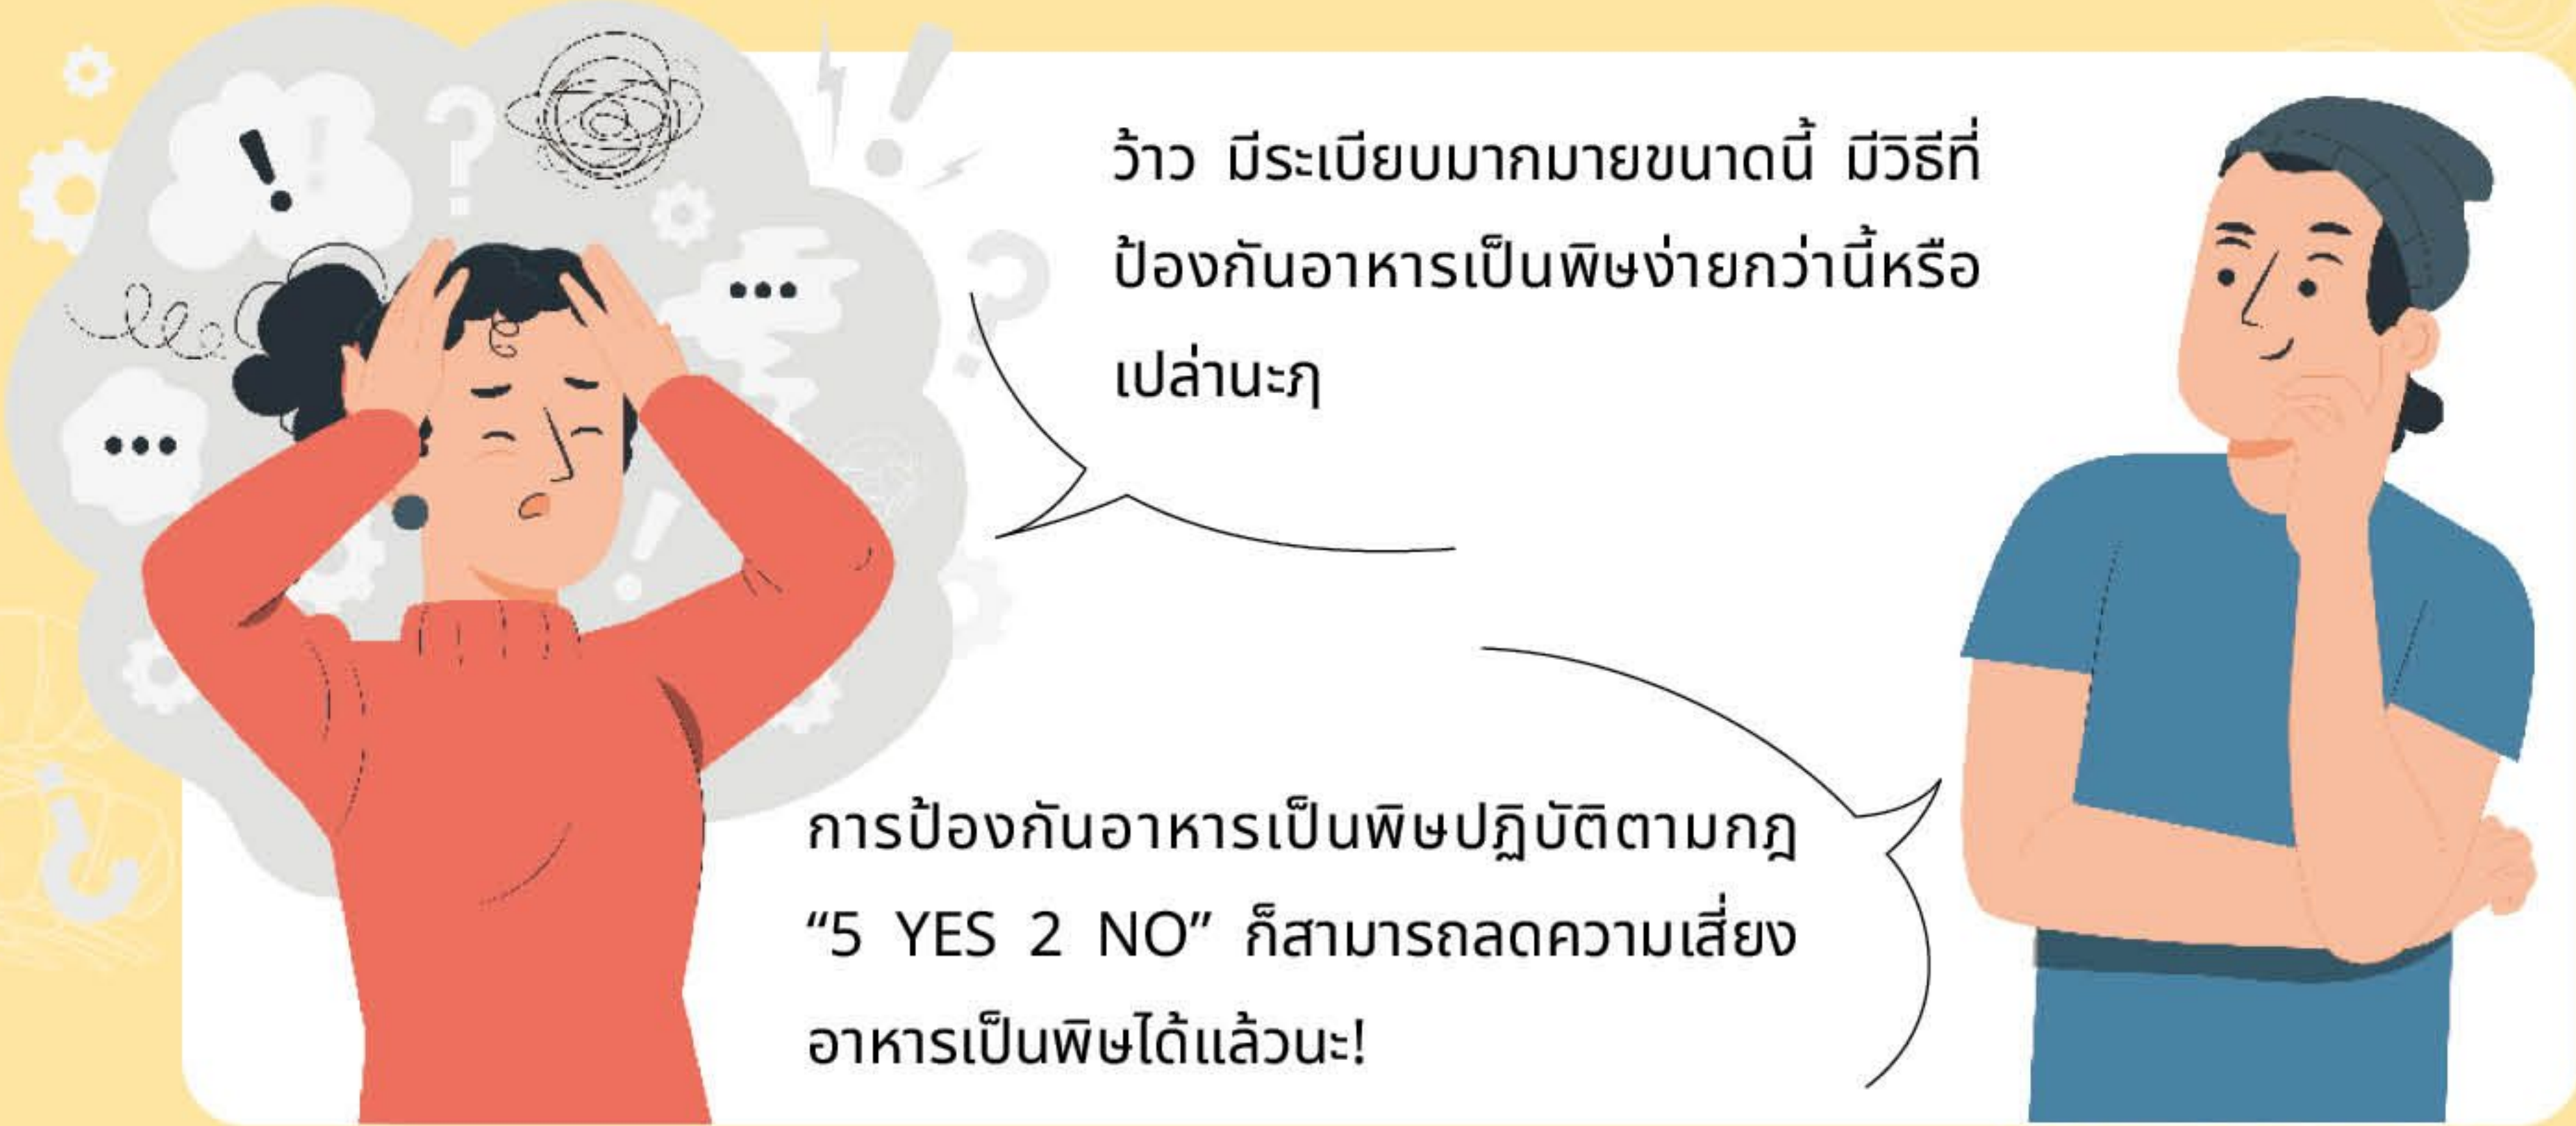 ว้าว มีระเบียบมากมายขนาดนี้ มีวิธีที่
ป้องกันอาหารเป็นพิษง่ายกว่านี้หรือ
เปล่านะฦ
การป้องกันอาหารเป็นพิษปฏิบัติตามกฎ
“5 YES 2 NO” ก็สามารถลดความเสี่ยง
อาหารเป็นพิษได้แล้วนะ!